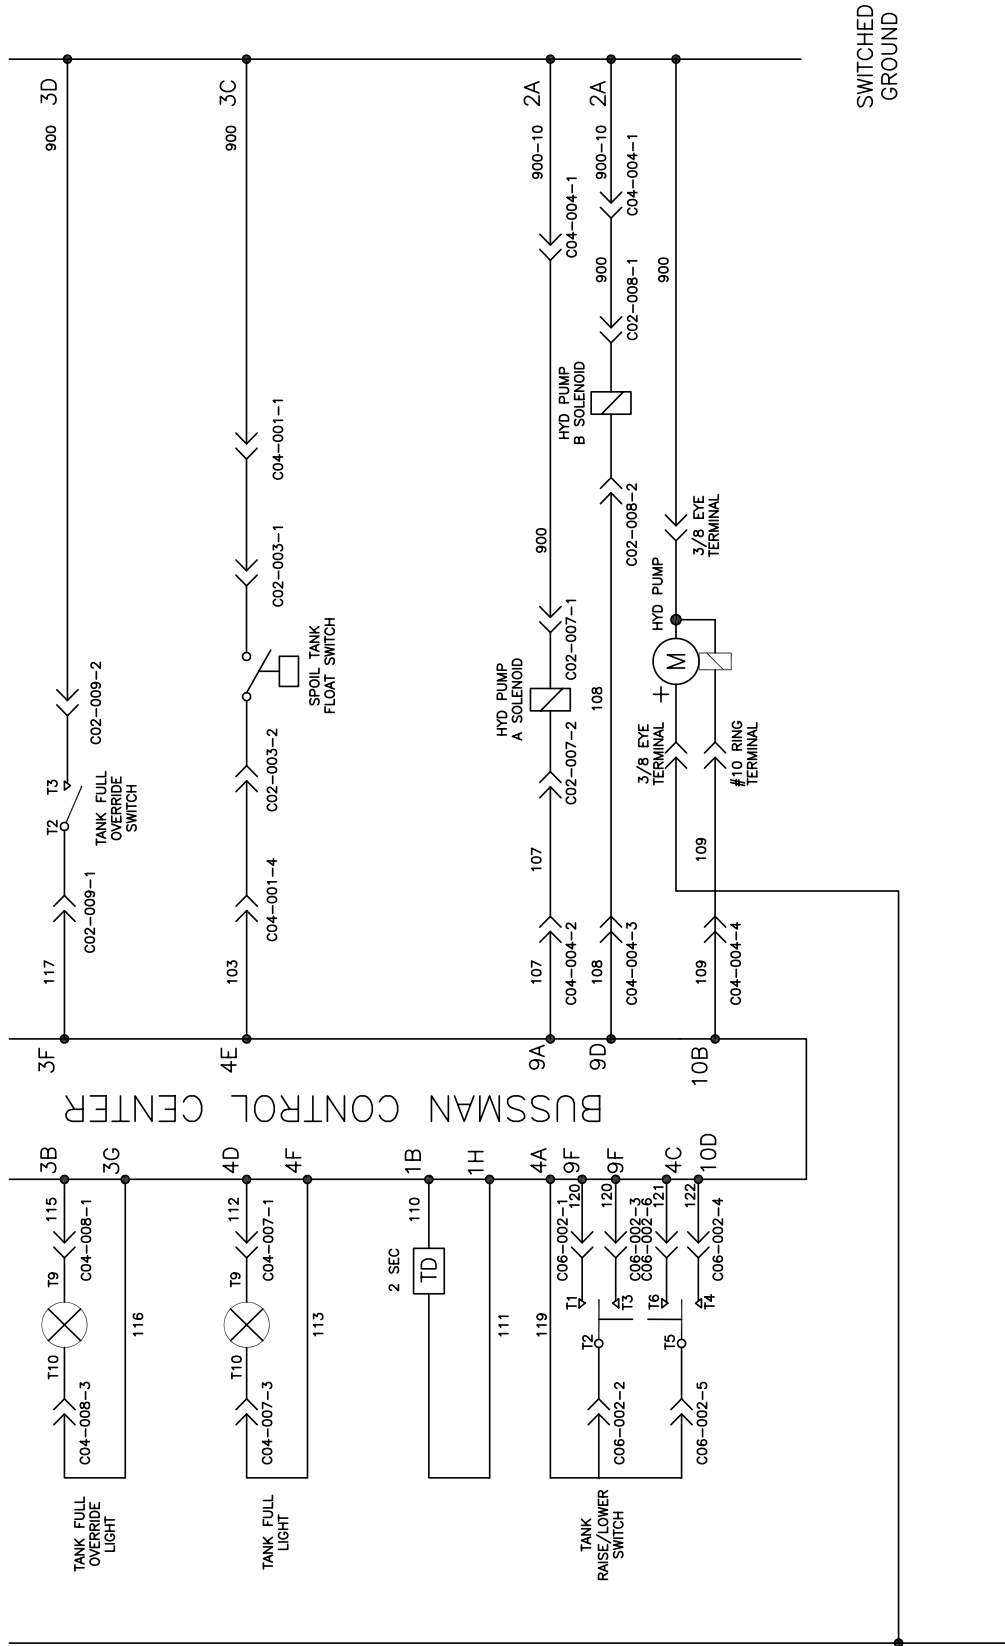 TANK FULL
OVERRIDE
LIGHT
C04-008-3
T10
T9
C04-008-1
115
3B
116
3G
3F
117
C02-009-1
T2
T3
TANK FULL
OVERRIDE
SWITCH
C02-009-2
900
3D
TANK FULL
LIGHT
C04-007-3
T10
T9
C04-007-1
112
4D
113
4F
4E
103
C04-001-4
C02-003-2
SPOIL TANK
FLOAT SWITCH
C02-003-1
C04-001-1
900
3C
BUSSMAN CONTROL CENTER
2 SEC
TD
110
1B
111
1H
TANK
RAISE/LOWER
SWITCH
119
4A
C06-002-2
T2
T1
C06-002-1
120
9F
T3
C06-002-3
120
9F
C06-002-5
T5
T6
C06-002-6
121
4C
T4
C06-002-4
122
10D
9A
107
C04-004-2
107
C02-007-2
HYD PUMP
A SOLENOID
C02-007-1
900
C04-004-1
900-10
2A
9D
108
C04-004-3
108
C02-008-2
HYD PUMP
B SOLENOID
C02-008-1
900
C04-004-1
900-10
2A
3/8 EYE
TERMINAL
+
M
HYD PUMP
3/8 EYE
TERMINAL
900
10B
109
C04-004-4
109
#10 RING
TERMINAL
SWITCHED
GROUND